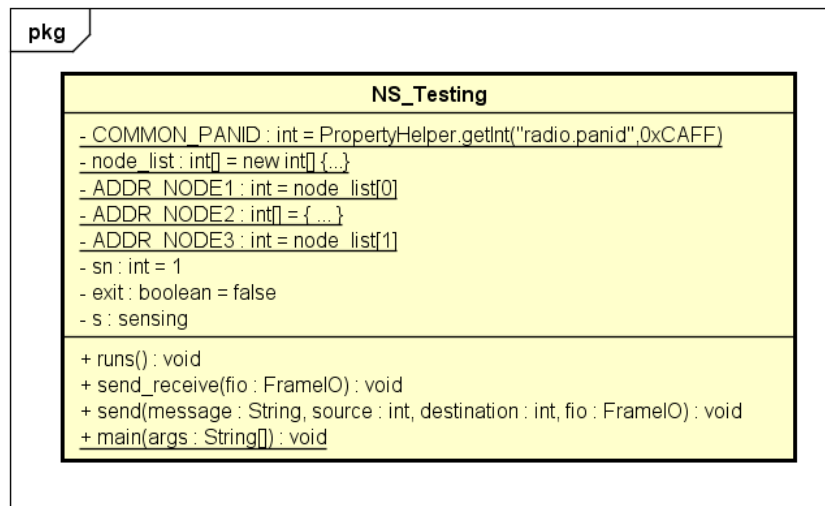 pkg
NS_Testing
- COMMON_PANID : int = PropertyHelper.getInt("radio.panid",0xCAFF)
- node_list : int[] = new int[] {...}
- ADDR_NODE1 : int = node_list[0]
- ADDR_NODE2 : int[] = { ... }
- ADDR_NODE3 : int = node_list[1]
- sn : int = 1
- exit : boolean = false
- s : sensing
+ runs() : void
+ send_receive(fio : FrameIO) : void
+ send(message : String, source : int, destination : int, fio : FrameIO) : void
+ main(args : String[]) : void